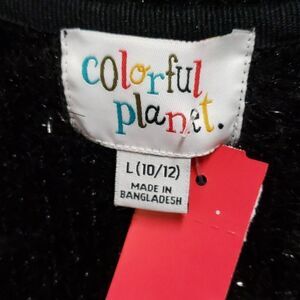 colorful
planet.
L (10/12)
MADE IN
BANGLADESH